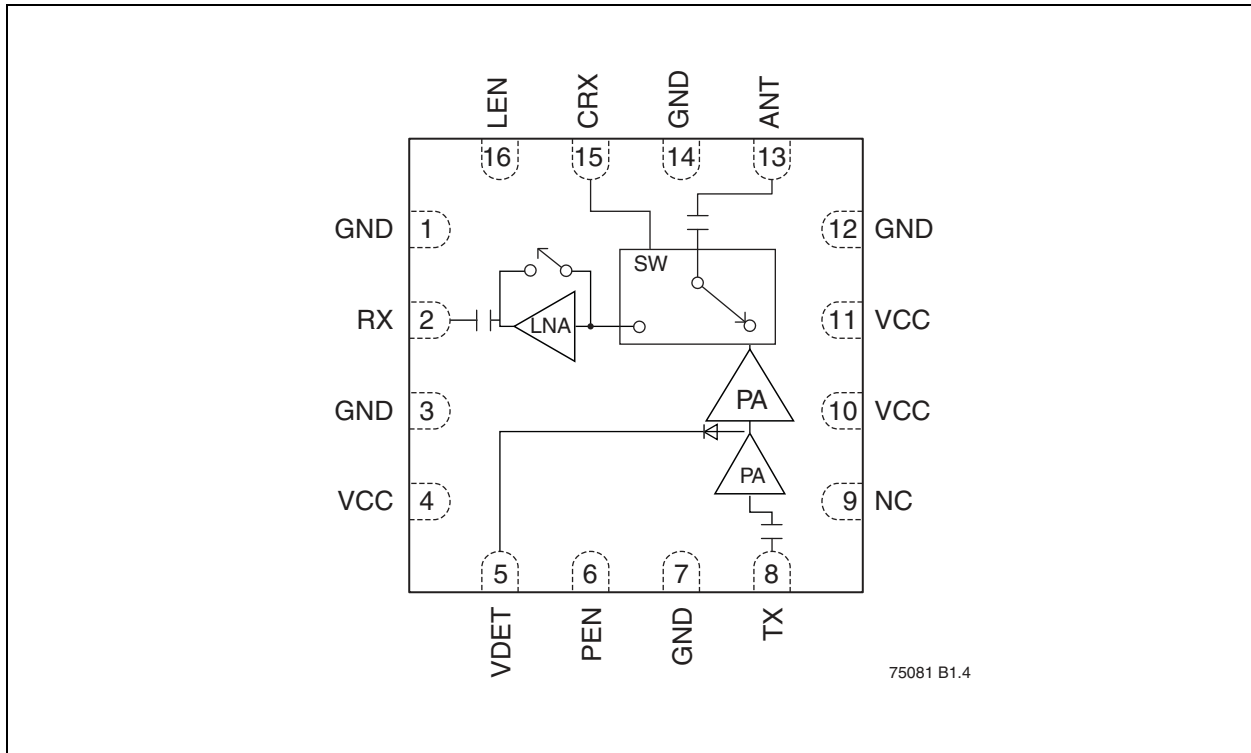 LEN
CRX
GND
ANT
16
15
14
13
GND 1
12 GND
SW
RX 2
LNA
11 VCC
GND 3
PA
10 VCC
VCC 4
PA
9 NC
5
6
7
8
VDET
PEN
GND
TX
75081 B1.4